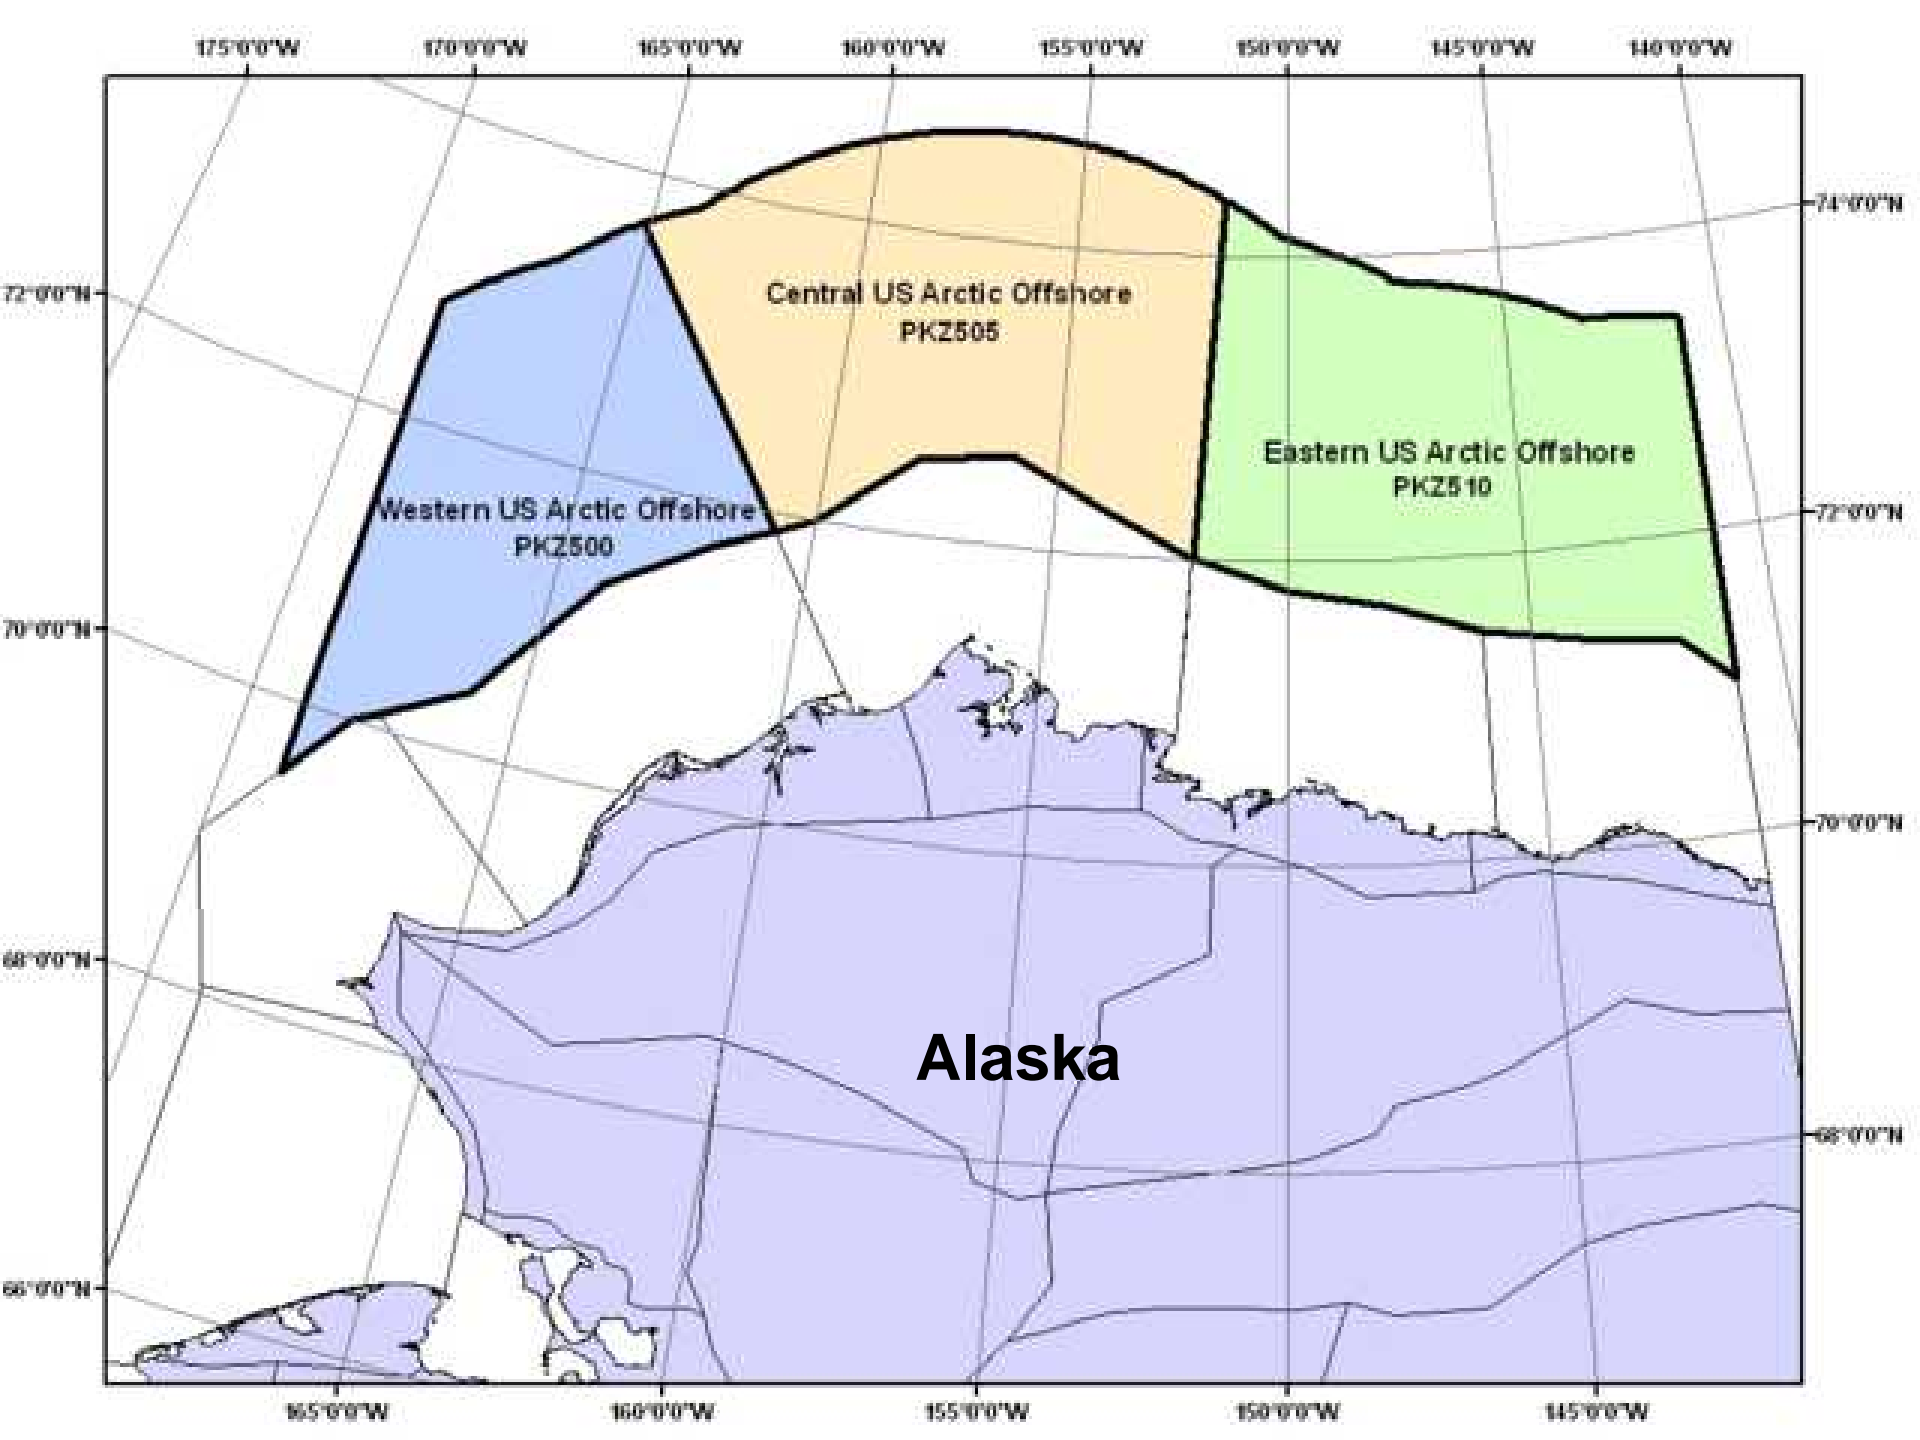 175°0'0"W 170°0'0"W 165°0'0"W 160°0'0"W 155°0'0"W 150°0'0"W 145°0'0"W 140°0'0"W
74°0'0"N
72°0'0"N
Central US Arctic Offshore
PKZ505
Eastern US Arctic Offshore
PKZ510
Western US Arctic Offshore
PKZ500
72°0'0"N
70°0'0"N
70°0'0"N
68°0'0"N
Alaska
68°0'0"N
66°0'0"N
165°0'0"W 160°0'0"W 155°0'0"W 150°0'0"W 145°0'0"W